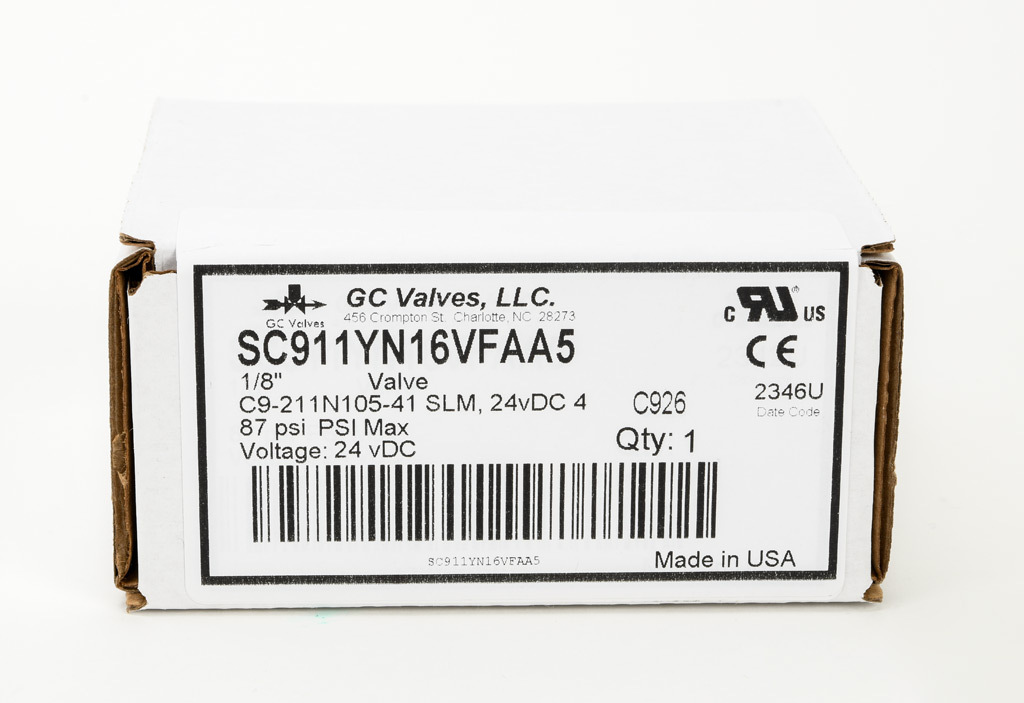 GC Valves, LLC.
GC Valves
456 Crompton St. Charlotte, NC 28273
SC911YN16VFAA5
1/8" Valve
C9-211N105-41 SLM, 24vDC 4
87 psi PSI Max
Voltage: 24 vDC
C926
Qty: 1
C RU® US
CE
2346U
Date Code
SC911YN16VFAA5
Made in USA